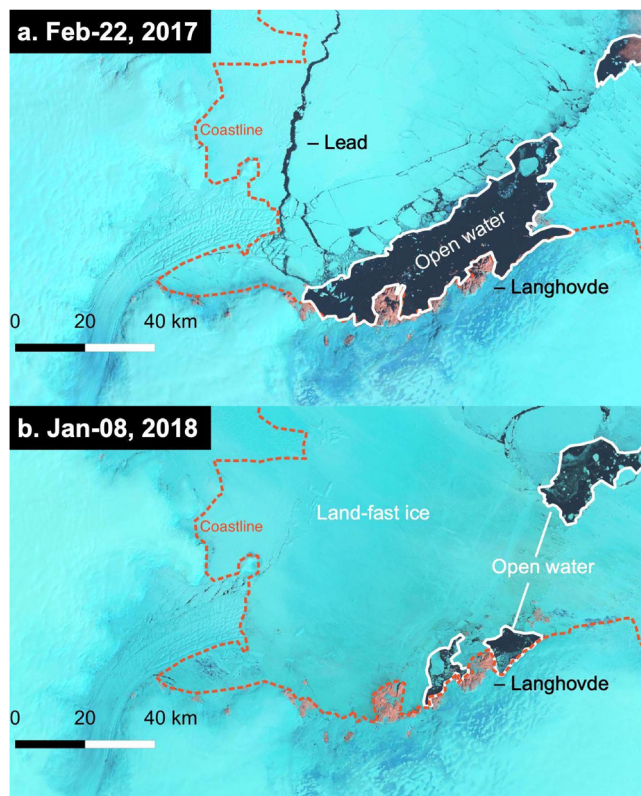 a. Feb-22, 2017
Coastline
– Lead
Open water
– Langhovde
0 20 40 km
b. Jan-08, 2018
Coastline
Land-fast ice
Open water
– Langhovde
0 20 40 km